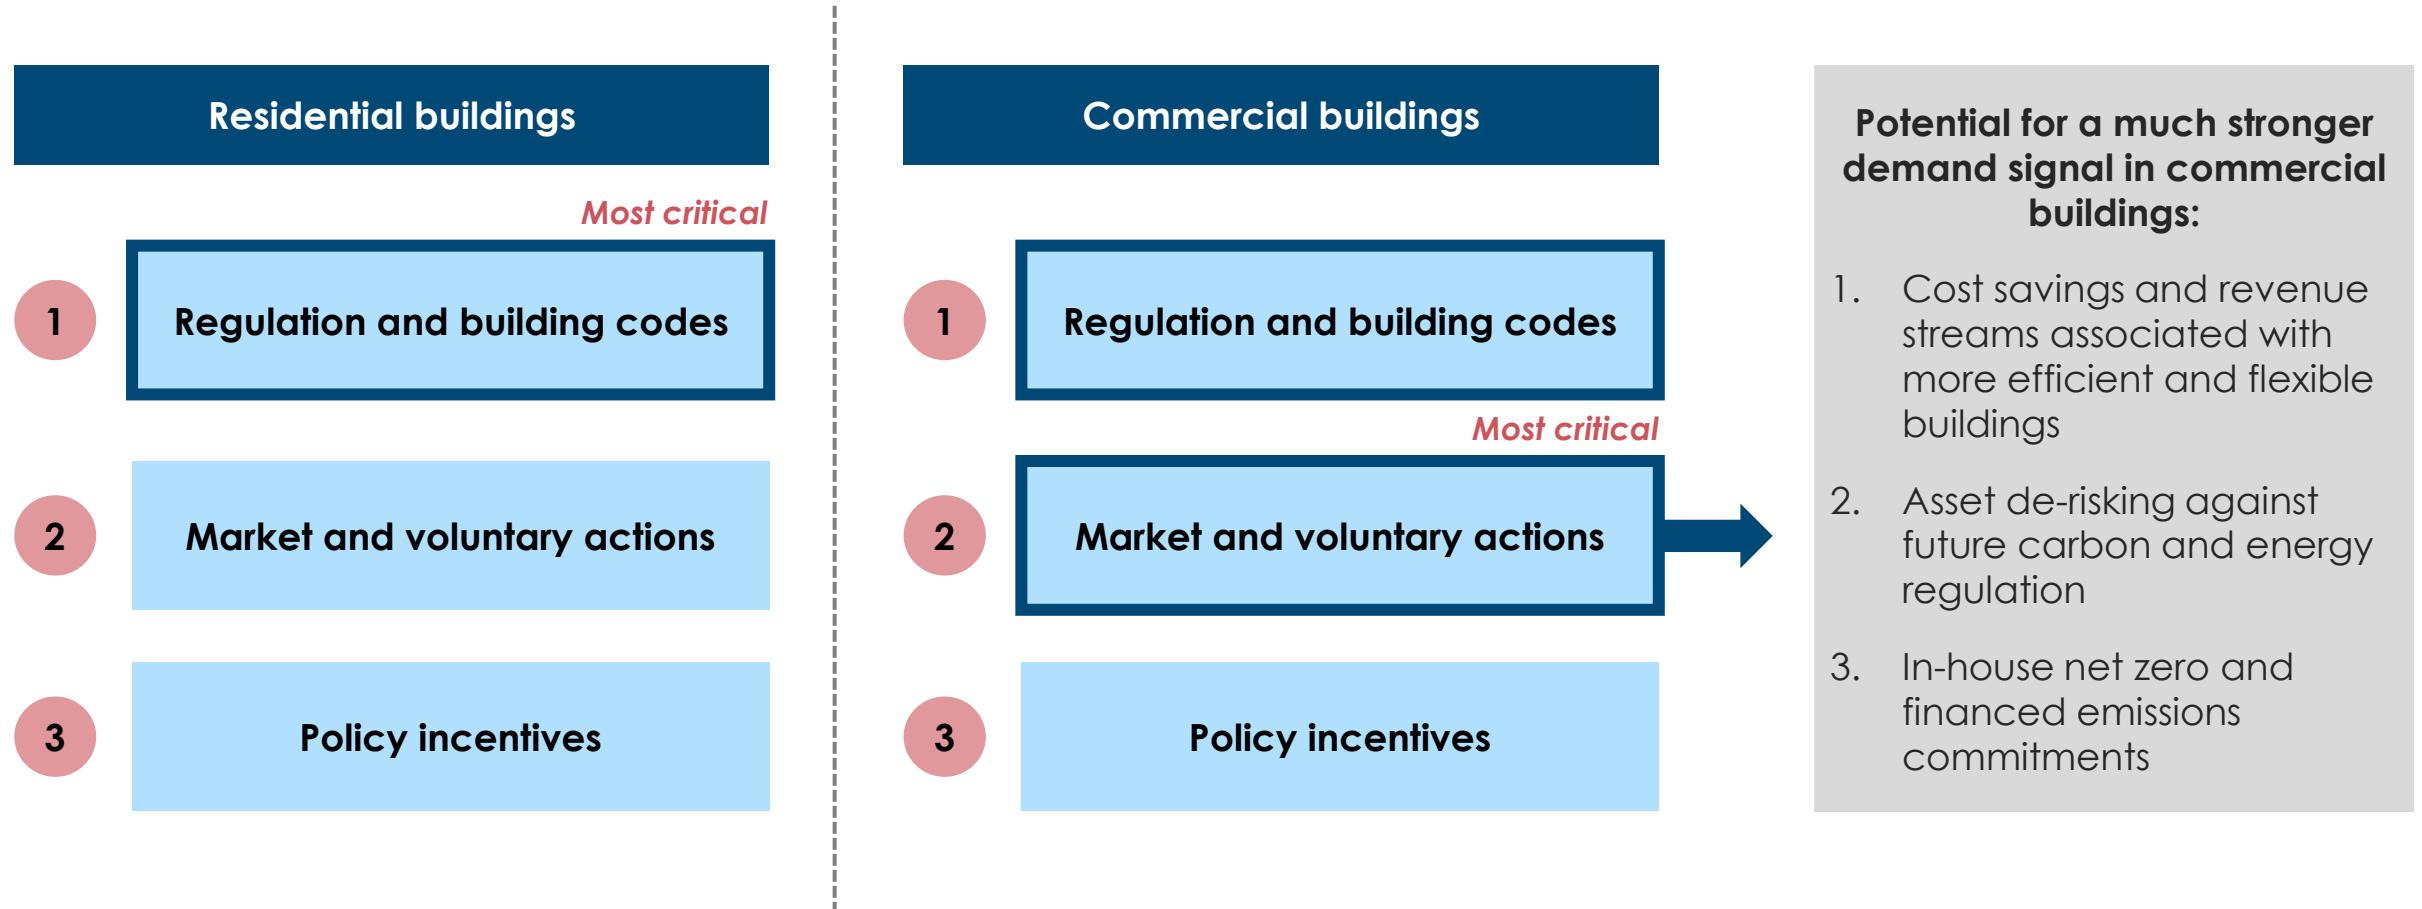 Residential buildings
Most critical
1
Regulation and building codes
2
Market and voluntary actions
3
Policy incentives
Commercial buildings
1
Regulation and building codes
Most critical
2
Market and voluntary actions
3
Policy incentives
Potential for a much stronger
demand signal in commercial
buildings:
1. Cost savings and revenue
streams associated with
more efficient and flexible
buildings
2. Asset de-risking against
future carbon and energy
regulation
3. In-house net zero and
financed emissions
commitments